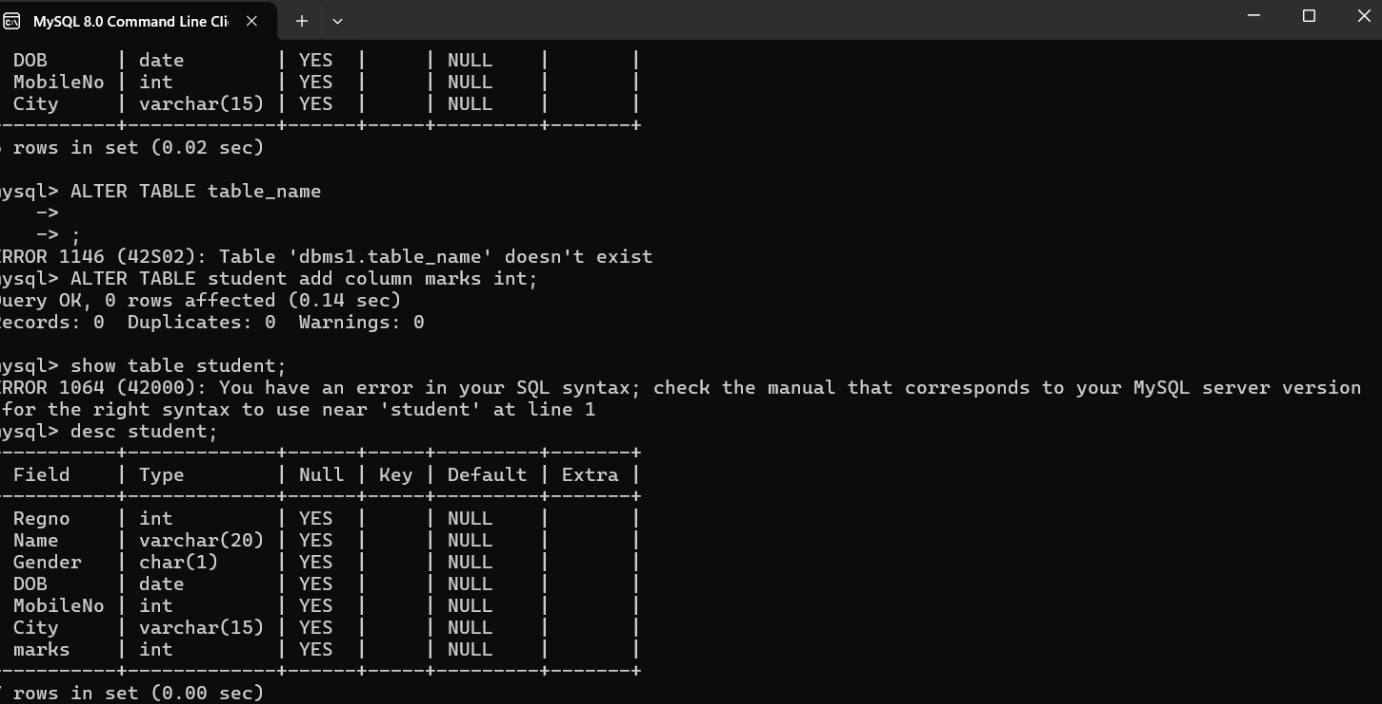 MySQL 8.0 Command Line Cli
DOB | date | YES | | NULL | |
MobileNo | int | YES | | NULL | |
City | varchar(15) | YES | | NULL | |
-----------+-------------+------+-----+---------+-------+
rows in set (0.02 sec)
ysql> ALTER TABLE table_name
->
-> ;
RROR 1146 (42S02): Table 'dbms1.table_name' doesn't exist
ysql> ALTER TABLE student add column marks int;
uery OK, 0 rows affected (0.14 sec)
ecords: 0  Duplicates: 0  Warnings: 0
ysql> show table student;
RROR 1064 (42000): You have an error in your SQL syntax; check the manual that corresponds to your MySQL server version
for the right syntax to use near 'student' at line 1
ysql> desc student;
-----------+-------------+------+-----+---------+-------+
Field | Type | Null | Key | Default | Extra |
-----------+-------------+------+-----+---------+-------+
Regno | int | YES | | NULL | |
Name | varchar(20) | YES | | NULL | |
Gender | char(1) | YES | | NULL | |
DOB | date | YES | | NULL | |
MobileNo | int | YES | | NULL | |
City | varchar(15) | YES | | NULL | |
marks | int | YES | | NULL | |
-----------+-------------+------+-----+---------+-------+
rows in set (0.00 sec)